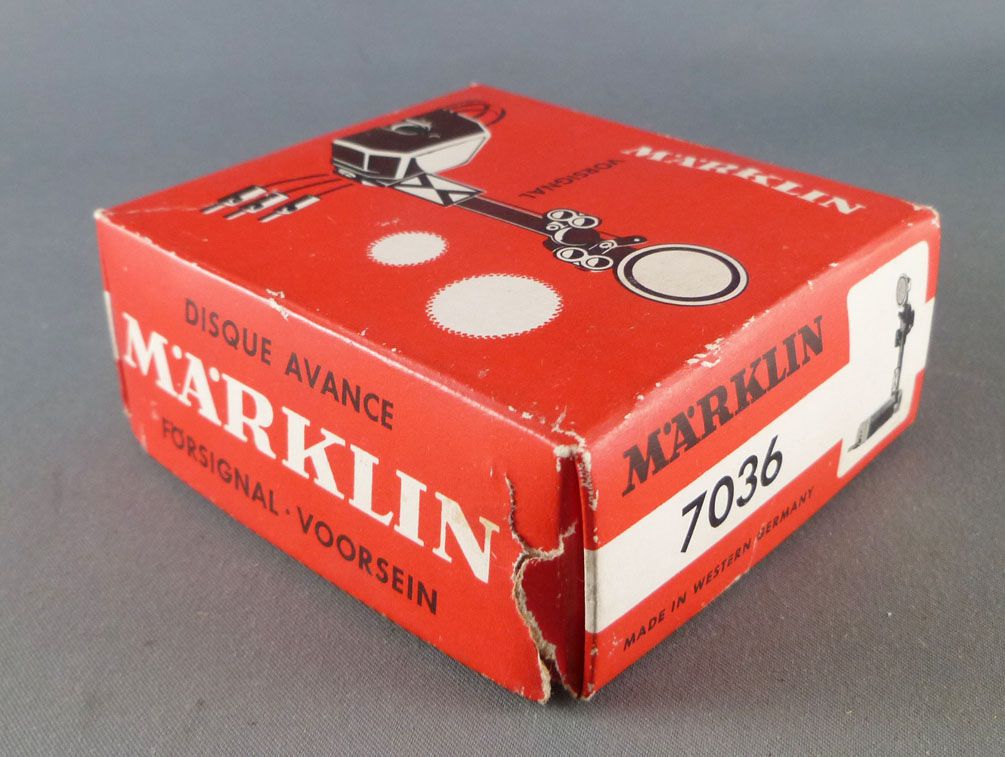 MÄRKLIN
VORSIGNAL
DISQUE AVANCE
MÄRKLIN
FÖRSIGNAL · VOORSEIN
MÄRKLIN
7036
MADE IN WESTERN GERMANY